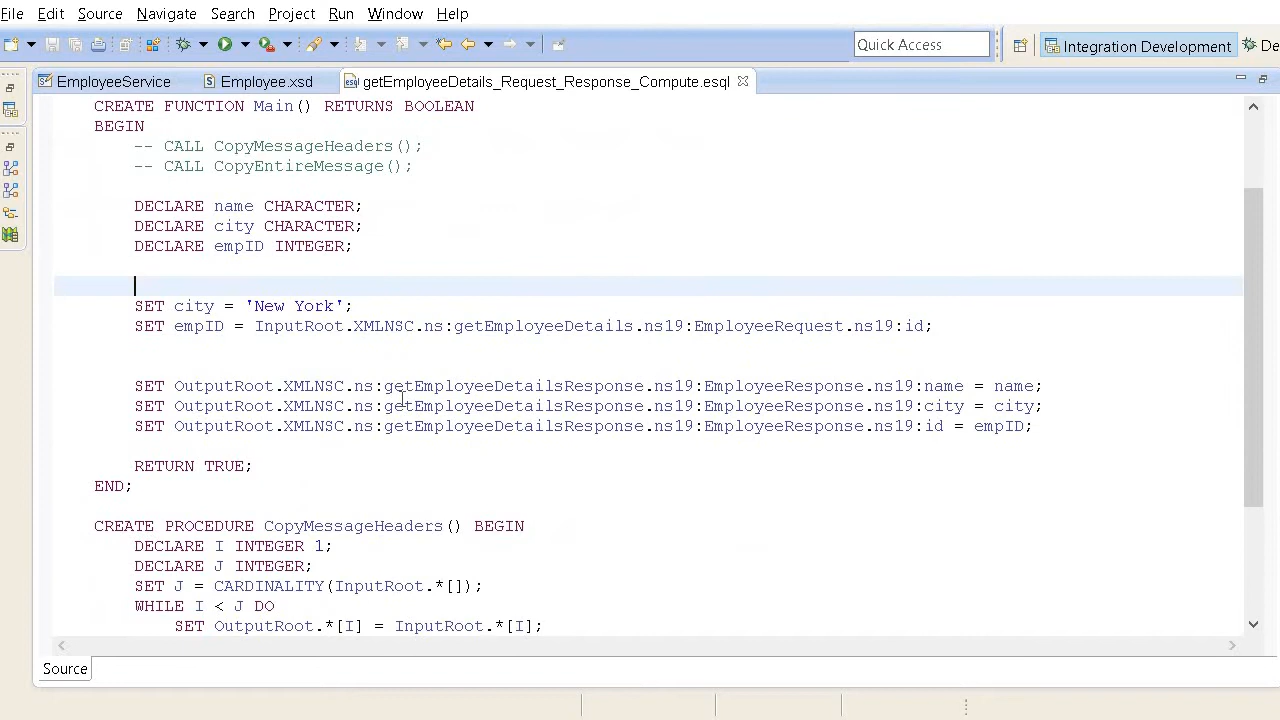 File Edit Source Navigate Search Project Run Window Help
Quick Access
Integration Development
De
EmployeeService
Employee.xsd
esql getEmployeeDetails_Request_Response_Compute.esql
CREATE FUNCTION Main() RETURNS BOOLEAN
BEGIN
-- CALL CopyMessageHeaders();
-- CALL CopyEntireMessage();
DECLARE name CHARACTER;
DECLARE city CHARACTER;
DECLARE empID INTEGER;
SET city = 'New York';
SET empID = InputRoot.XMLNSC.ns:getEmployeeDetails.ns19:EmployeeRequest.ns19:id;
SET OutputRoot.XMLNSC.ns:getEmployeeDetailsResponse.ns19:EmployeeResponse.ns19:name = name;
SET OutputRoot.XMLNSC.ns:getEmployeeDetailsResponse.ns19:EmployeeResponse.ns19:city = city;
SET OutputRoot.XMLNSC.ns:getEmployeeDetailsResponse.ns19:EmployeeResponse.ns19:id = empID;
RETURN TRUE;
END;
CREATE PROCEDURE CopyMessageHeaders() BEGIN
DECLARE I INTEGER 1;
DECLARE J INTEGER;
SET J = CARDINALITY(InputRoot.*[]);
WHILE I < J DO
SET OutputRoot.*[I] = InputRoot.*[I];
Source